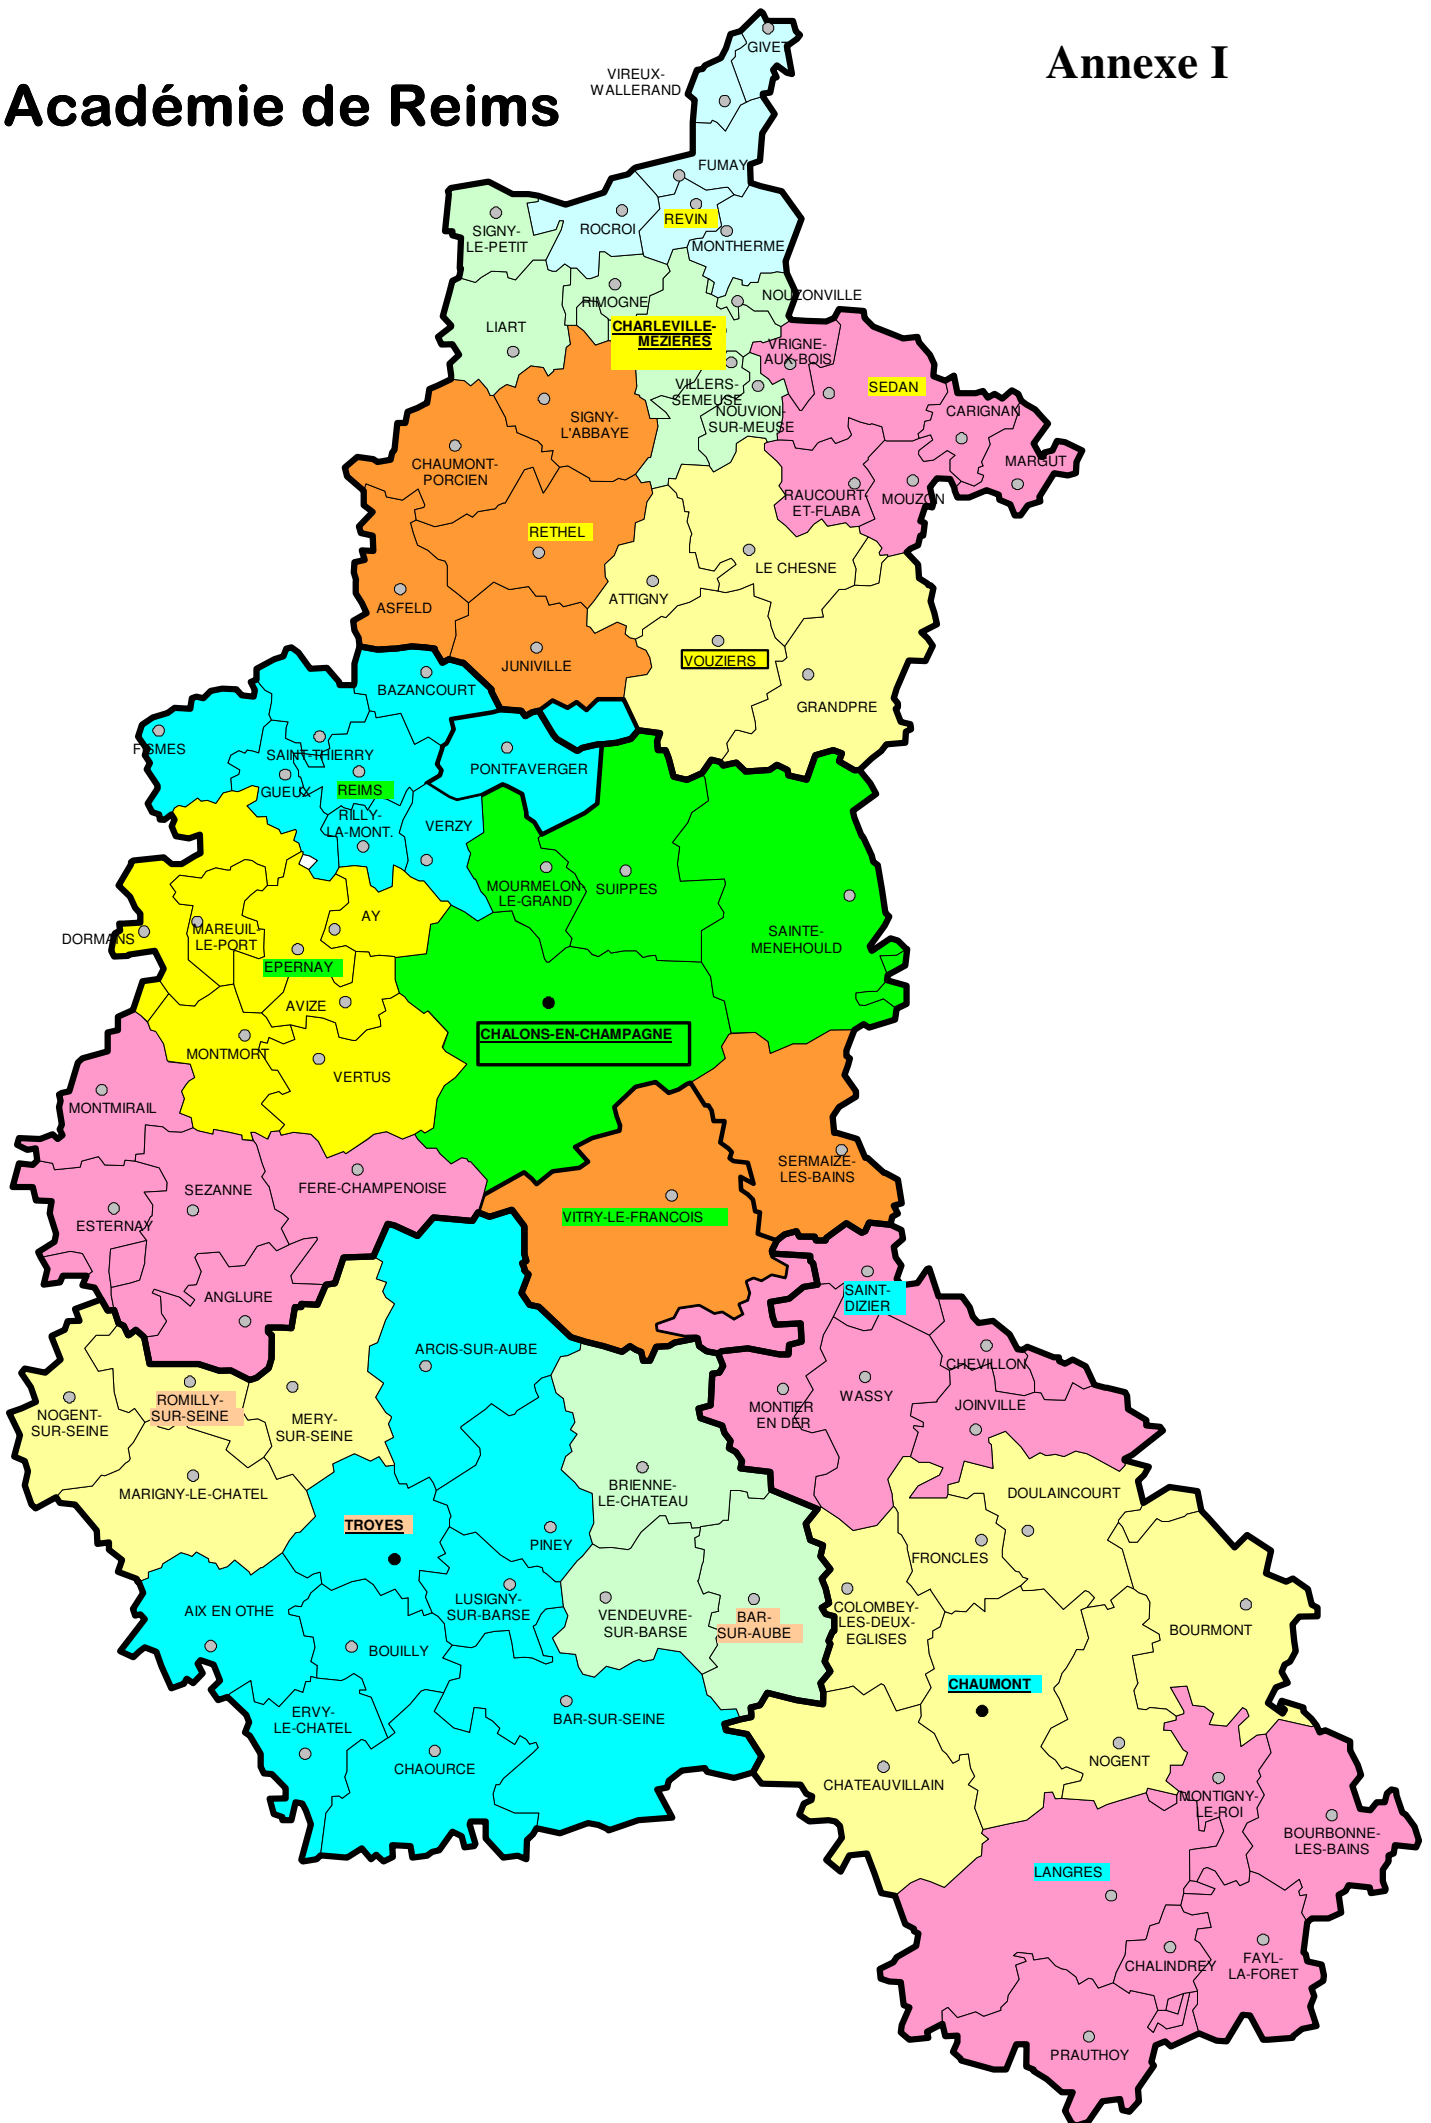 Annexe I
Académie de Reims
GIVET
VIREUX-
WALLERAND
FUMAY
REVIN
ROCROI
SIGNY-
LE-PETIT
MONTHERME
NOUZONVILLE
RIMOGNE
LIART
CHARLEVILLE-
MEZIERES
VRIGNE-
AUX-BOIS
SEDAN
VILLERS-
SEMEUSE
NOUVION-
SUR-MEUSE
CARIGNAN
SIGNY-
L'ABBAYE
MARGUT
CHAUMONT-
PORCIEN
RAUCOURT-
ET-FLABA
MOUZON
RETHEL
LE CHESNE
ATTIGNY
ASFELD
JUNIVILLE
VOUZIERS
BAZANCOURT
GRANDPRE
FISMES
SAINT-THIERRY
PONTFAVERGER
GUEUX
REIMS
RILLY-
LA-MONT.
VERZY
MOURMELON-
LE-GRAND
SUIPPES
AY
DORMANS
MAREUIL-
LE-PORT
SAINTE-
MENEHOULD
EPERNAY
AVIZE
CHALONS-EN-CHAMPAGNE
MONTMORT
VERTUS
MONTMIRAIL
SERMAIZE-
LES-BAINS
SEZANNE
FERE-CHAMPENOISE
ESTERNAY
VITRY-LE-FRANCOIS
ANGLURE
SAINT-
DIZIER
ARCIS-SUR-AUBE
CHEVILLON
WASSY
ROMILLY-
SUR-SEINE
NOGENT-
SUR-SEINE
MERY-
SUR-SEINE
MONTIER
EN DER
JOINVILLE
MARIGNY-LE-CHATEL
BRIENNE-
LE-CHATEAU
DOULAINCOURT
TROYES
PINEY
FRONCLES
LUSIGNY-
SUR-BARSE
AIX EN OTHE
VENDEUVRE-
SUR-BARSE
BAR-
SUR-AUBE
COLOMBEY-
LES-DEUX-
EGLISES
BOURMONT
BOUILLY
CHAUMONT
ERVY-
LE-CHATEL
BAR-SUR-SEINE
CHAOURCE
NOGENT
CHATEAUVILLAIN
MONTIGNY-
LE-ROI
BOURBONNE-
LES-BAINS
LANGRES
CHALINDREY
FAYL-
LA-FORET
PRAUTHOY